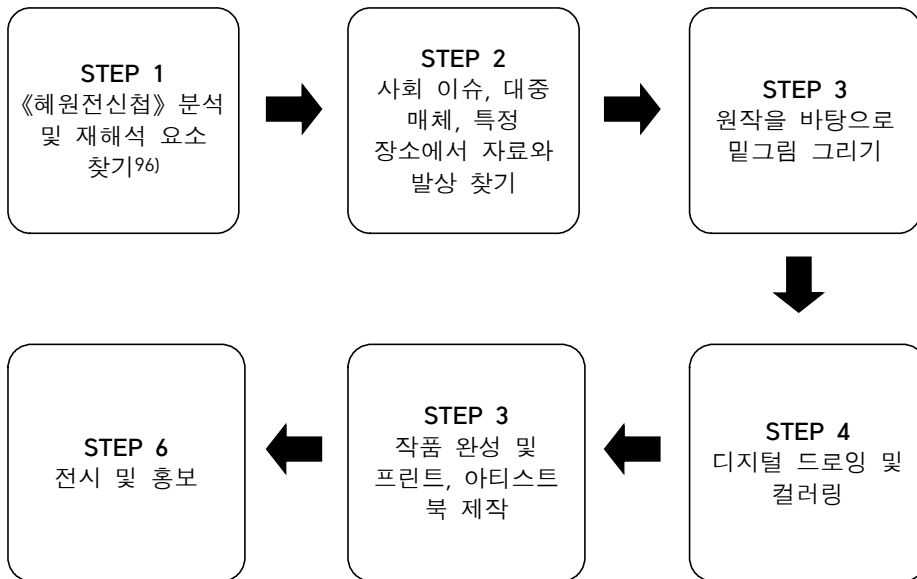 STEP 1
《혜원전신첩》 분석
및 재해석 요소
찾기96)
STEP 2
사회 이슈, 대중
매체, 특정
장소에서 자료와
발상 찾기
STEP 3
원작을 바탕으로
밑그림 그리기
STEP 4
디지털 드로잉 및
컬러링
STEP 3
작품 완성 및
프린트, 아티스트
북 제작
STEP 6
전시 및 홍보